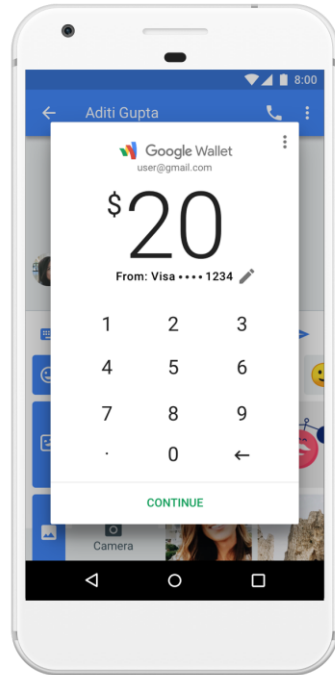 8:00
Aditi Gupta
Google Wallet
user@gmail.com
$20
From: Visa •••• 1234
1 2 3
4 5 6
7 8 9
. 0
CONTINUE
Camera